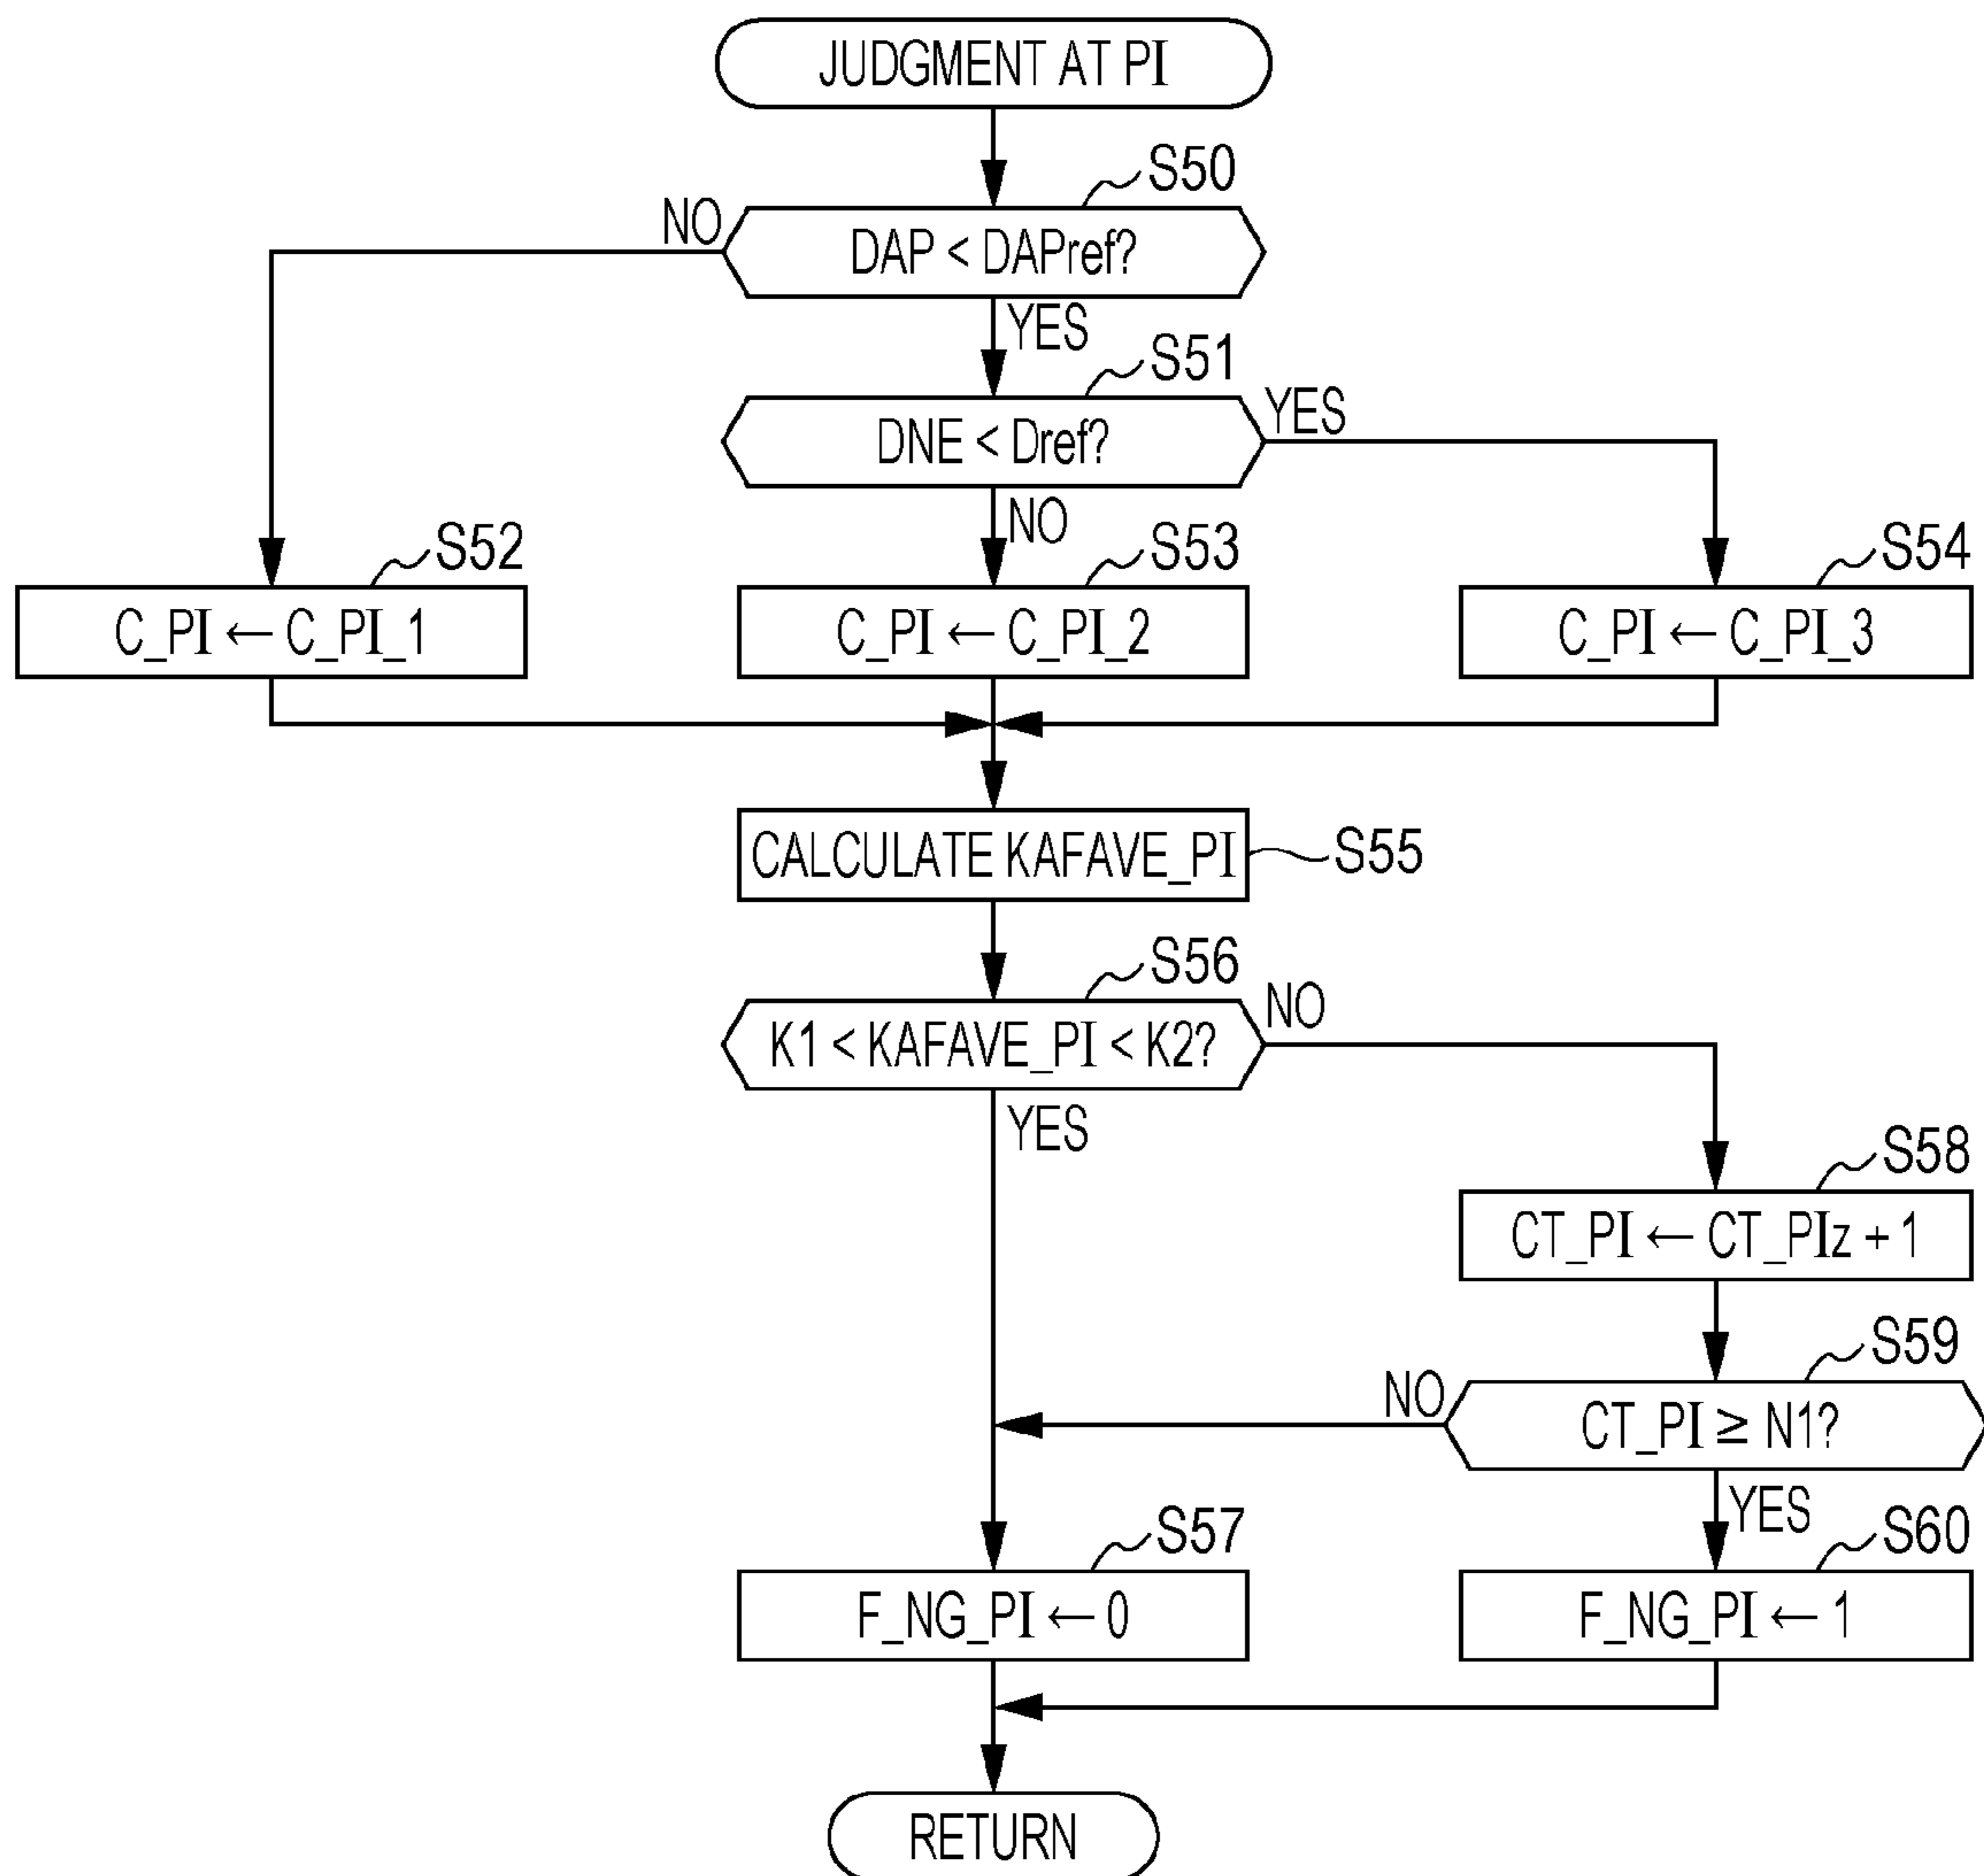 JUDGMENT AT PI
S50
NO
DAP < DAPref?
YES
S51
YES
DNE < Dref?
NO
S52
S53
S54
C_PI ← C_PI_1
C_PI ← C_PI_2
C_PI ← C_PI_3
CALCULATE KAFAVE_PI
S55
S56
NO
K1 < KAFAVE_PI < K2?
YES
S58
CT_PI ← CT_PIz + 1
S59
NO
CT_PI ≥ N1?
YES
S57
S60
F_NG_PI ← 0
F_NG_PI ← 1
RETURN